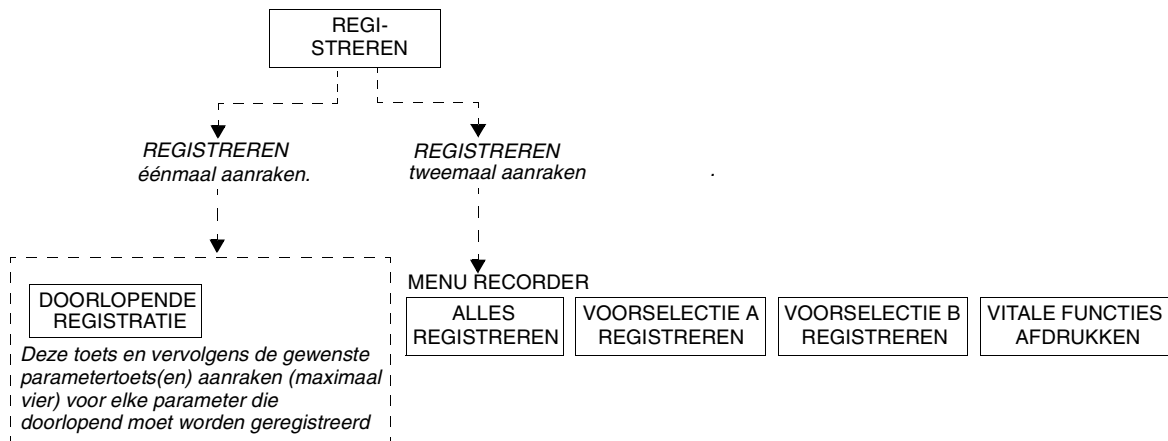 REGI-
STREREN
REGISTREREN
éénmaal aanraken.
REGISTREREN
tweemaal aanraken .
DOORLOPENDE
REGISTRATIE
Deze toets en vervolgens de gewenste
parametertoets(en) aanraken (maximaal
vier) voor elke parameter die
doorlopend moet worden geregistreerd
MENU RECORDER
ALLES
REGISTREREN
VOORSELECTIE A
REGISTREREN
VOORSELECTIE B
REGISTREREN
VITALE FUNCTIES
AFDRUKKEN